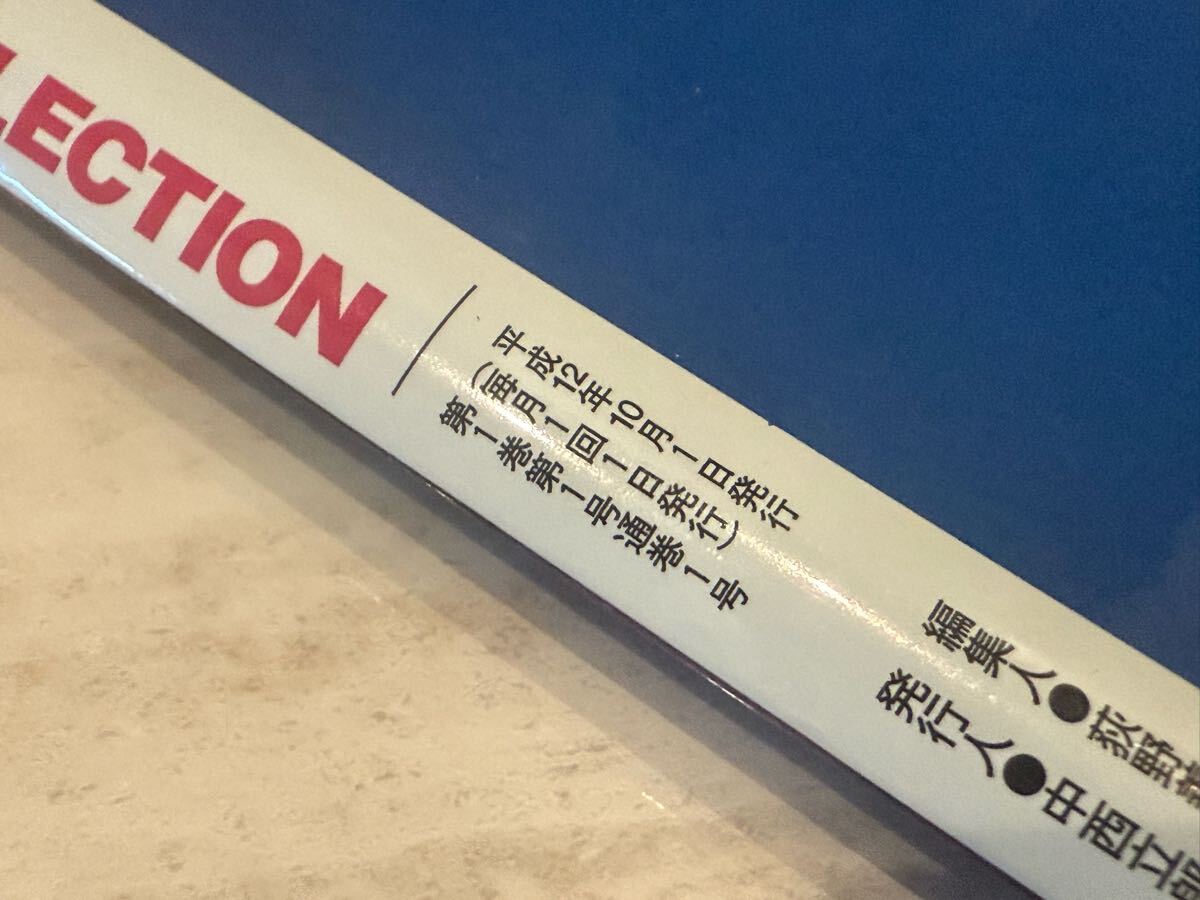 LECTION
平成12年10月1日発行
（毎月1回1日発行）
第1巻第1号通巻1号
編集人●荻野
発行人●中西立